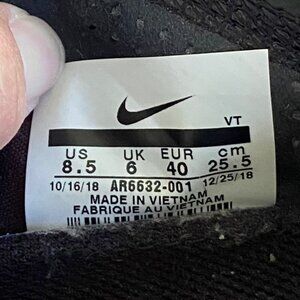 VT
US UK EUR cm
8.5 6 40 25.5
10/16/18 AR6632-001 12/25/18
MADE IN VIETNAM
FABRIQUE AU VIETNAM